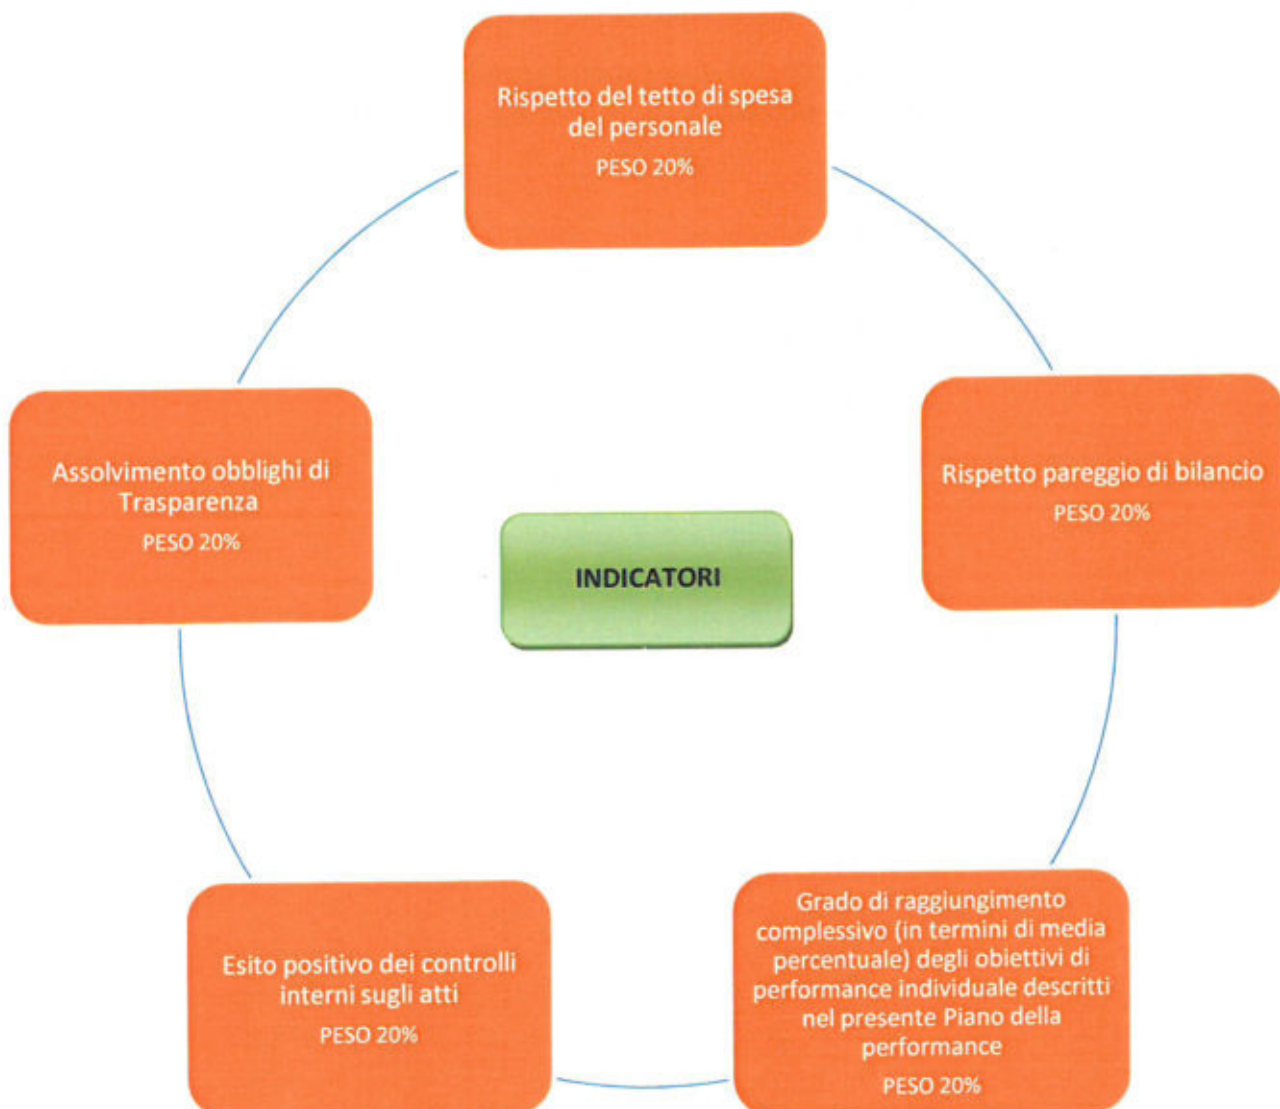 Rispetto del tetto di spesa
del personale
PESO 20%
Rispetto pareggio di bilancio
PESO 20%
Grado di raggiungimento
complessivo (in termini di media
percentuale) degli obiettivi di
performance individuale descritti
nel presente Piano della
performance
PESO 20%
Esito positivo dei controlli
interni sugli atti
PESO 20%
Assolvimento obblighi di
Trasparenza
PESO 20%
INDICATORI